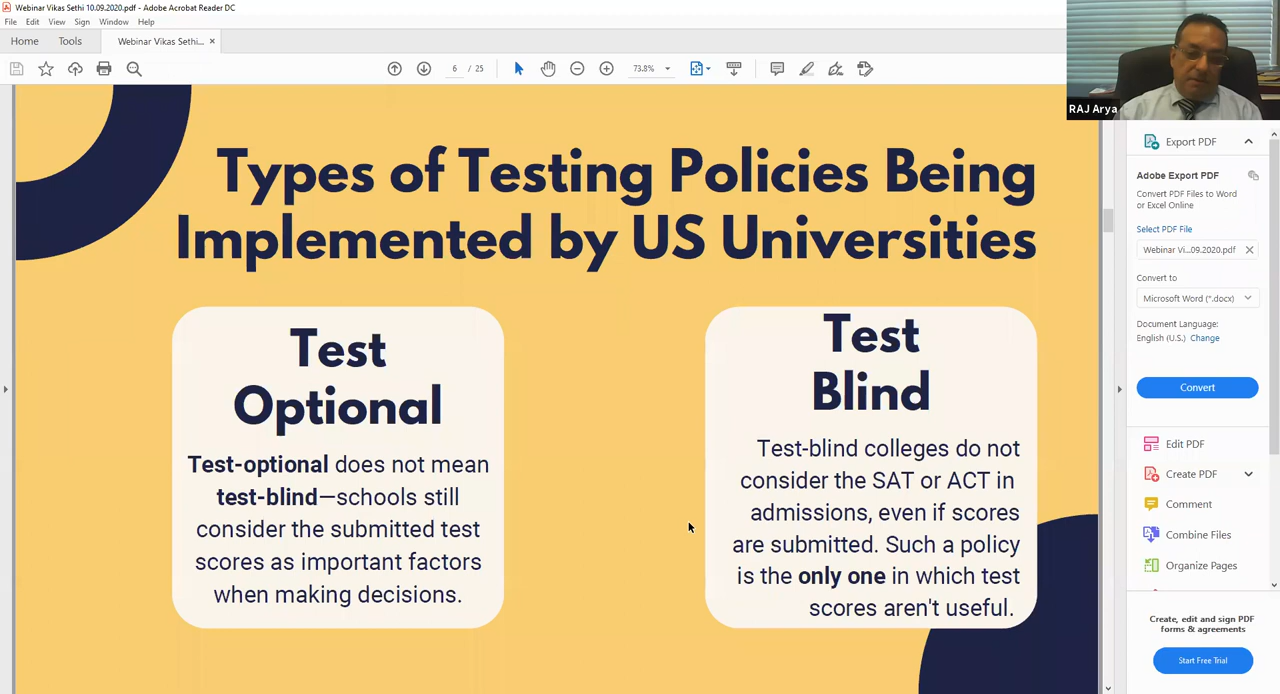 Webinar Vikas Sethi 10.09.2020.pdf - Adobe Acrobat Reader DC
File Edit View Sign Window Help
Home Tools Webinar Vikas Sethi... ×
6 / 25 73.8%
RAJ Arya
Types of Testing Policies Being
Implemented by US Universities
Test
Optional
Test-optional does not mean
test-blind—schools still
consider the submitted test
scores as important factors
when making decisions.
Test
Blind
Test-blind colleges do not
consider the SAT or ACT in
admissions, even if scores
are submitted. Such a policy
is the only one in which test
scores aren't useful.
Export PDF
Adobe Export PDF
Convert PDF Files to Word
or Excel Online
Select PDF File
Webinar Vi...09.2020.pdf
Convert to
Microsoft Word (*.docx)
Document Language:
English (U.S.) Change
Convert
Edit PDF
Create PDF
Comment
Combine Files
Organize Pages
Create, edit and sign PDF
forms & agreements
Start Free Trial